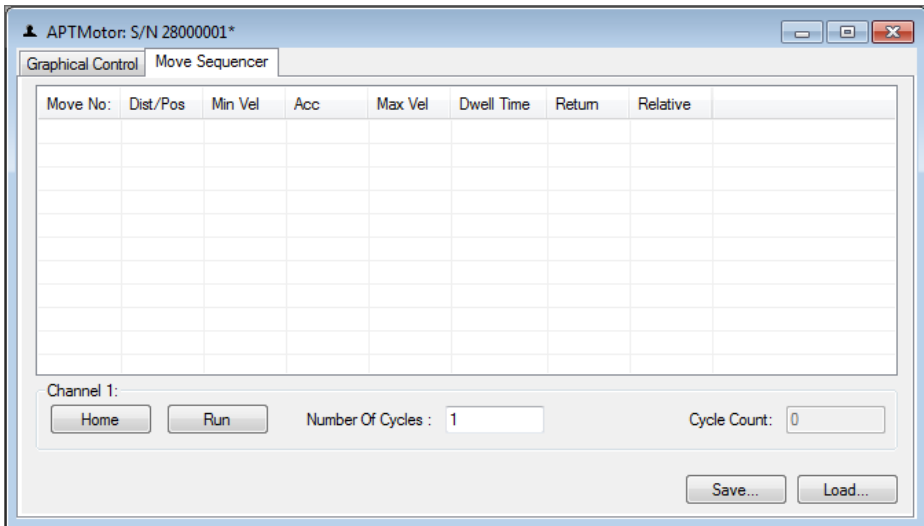 APTMotor: S/N 28000001*
Graphical Control Move Sequencer
Move No: Dist/Pos Min Vel Acc Max Vel Dwell Time Return Relative
Channel 1:
Home Run Number Of Cycles : 1 Cycle Count: 0
Save... Load...